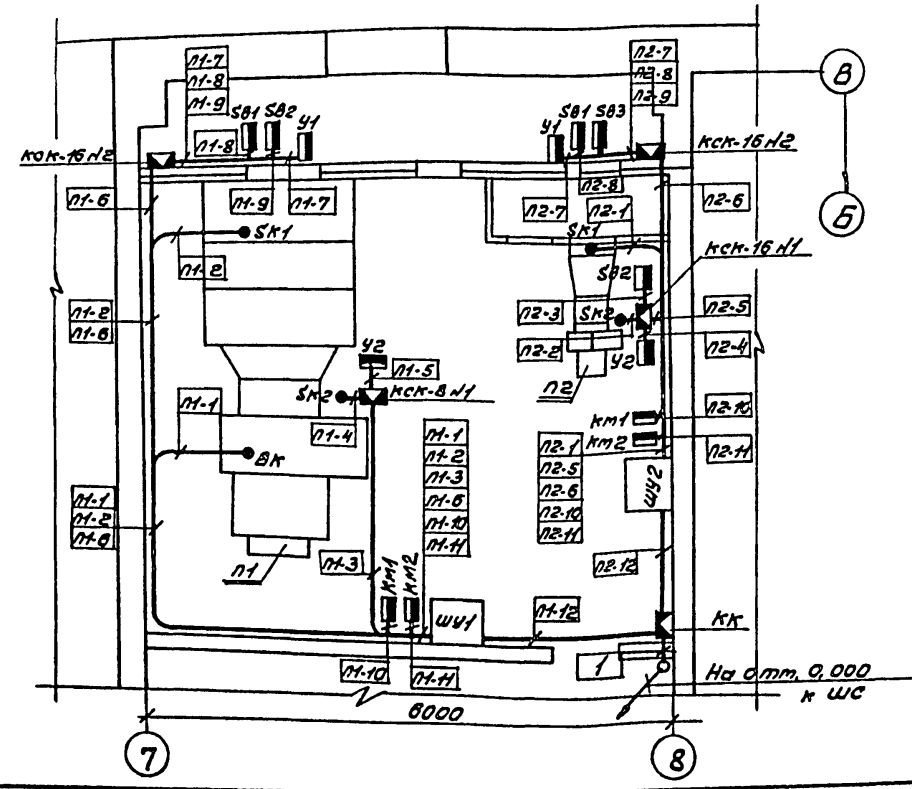 П1-7
П1-8
П1-9
П2-7
П2-8
П2-9
В
SB1
SB2
У1
У1
SB1
SB3
П1-8
КСК-16 №2
КСК-16 №2
П2-8
П1-6
П1-9
П1-7
П2-7
П2-1
П2-6
Б
SK1
SK1
КСК-16 №1
П1-2
SB2
П1-2
П1-6
П2-3
SK2
П2-5
П2-2
У2
П2-4
У2
П1-5
П2
SK2
КСК-8 №1
П1-1
П1-4
КМ1
П2-10
КМ2
П2-11
П1-1
П1-2
П1-3
П1-6
П1-10
П1-11
П2-1
П2-5
П2-6
П2-10
П2-11
ВК
ШУ2
П1-1
П1-2
П1-6
П1
П1-3
КМ1
КМ2
П2-12
ШУ1
П1-12
КК
1
П1-10
П1-11
На отм. 0,000
к ШС
6000
7
8